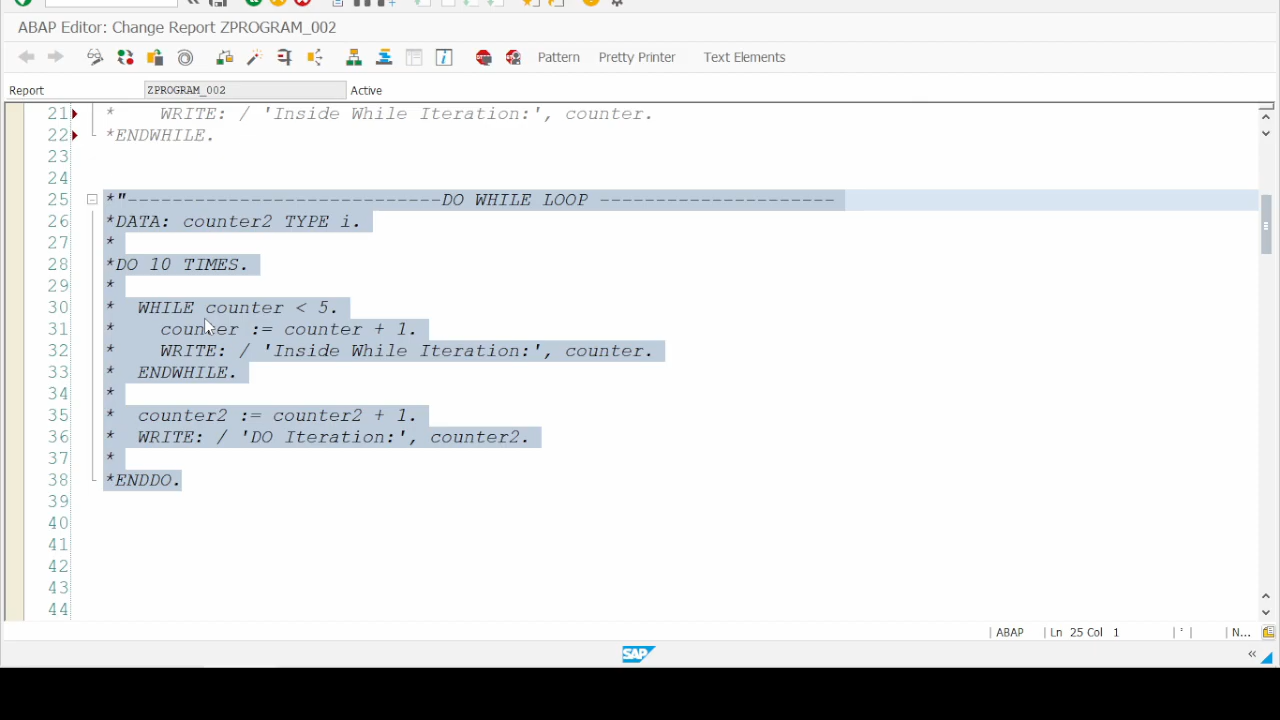 ABAP Editor: Change Report ZPROGRAM_002
Pattern Pretty Printer Text Elements
Report ZPROGRAM_002 Active
21 *    WRITE: / 'Inside While Iteration:', counter.
22 *ENDWHILE.
23
24
25 *"----------------------------DO WHILE LOOP ---------------------
26 *DATA: counter2 TYPE i.
27 *
28 *DO 10 TIMES.
29 *
30 *  WHILE counter < 5.
31 *    counter := counter + 1.
32 *    WRITE: / 'Inside While Iteration:', counter.
33 *  ENDWHILE.
34 *
35 *  counter2 := counter2 + 1.
36 *  WRITE: / 'DO Iteration:', counter2.
37 *
38 *ENDDO.
39
40
41
42
43
44
ABAP Ln 25 Col 1 N...
SAP